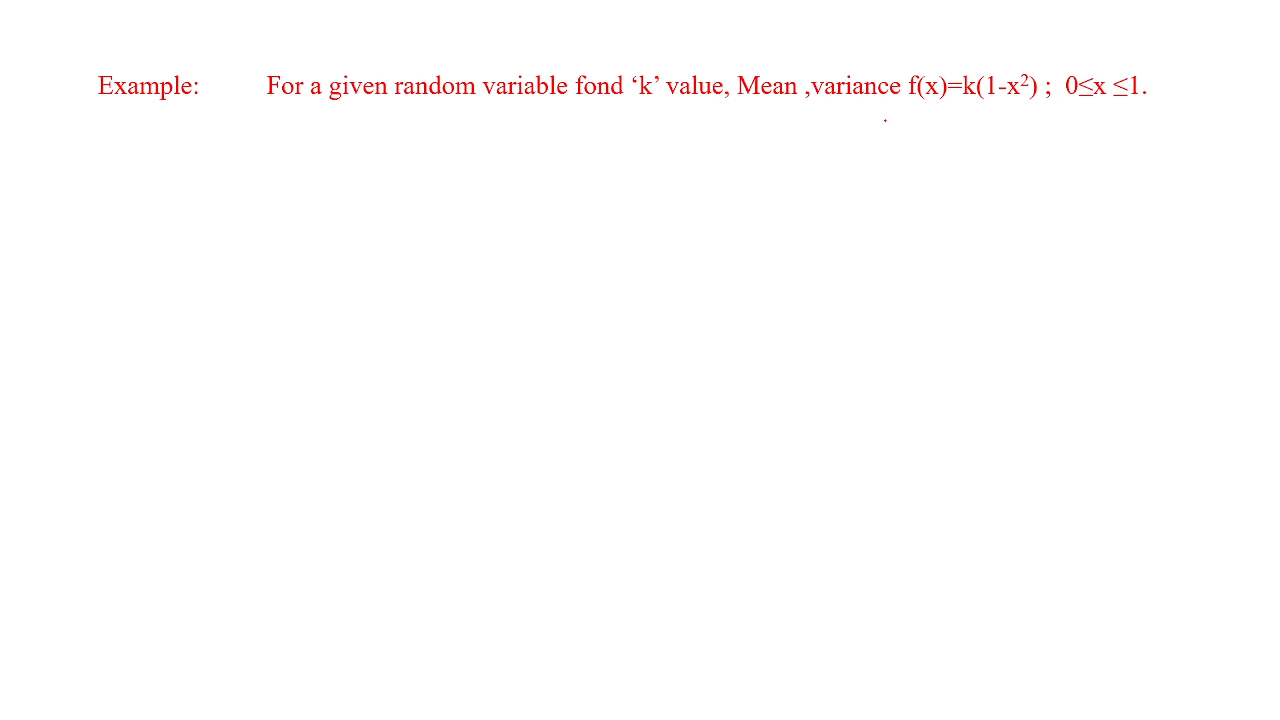 Example: For a given random variable fond ‘k’ value, Mean ,variance f(x)=k(1-x²) ; 0≤x ≤1.